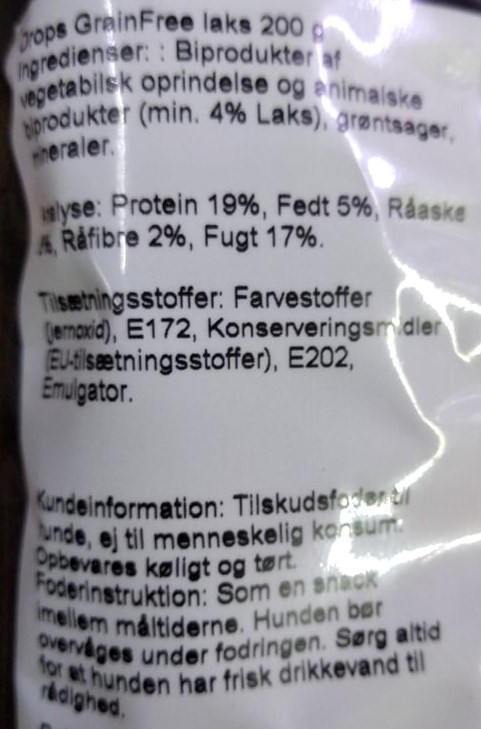 Drops GrainFree laks 200 g
Ingredienser: : Biprodukter af
vegetabilsk oprindelse og animalske
biprodukter (min. 4% Laks), grøntsager,
mineraler.
Analyse: Protein 19%, Fedt 5%, Råaske
Råfibre 2%, Fugt 17%.
Tilsætningsstoffer: Farvestoffer
(jernoxid), E172, Konserveringsmidler
(EU-tilsætningsstoffer), E202,
Emulgator.
Kundeinformation: Tilskudsfoder til
hunde, ej til menneskelig konsum.
Opbevares køligt og tørt.
Foderinstruktion: Som en snack
imellem måltiderne. Hunden bør
overvåges under fodringen. Sørg altid
for at hunden har frisk drikkevand til
rådighed.